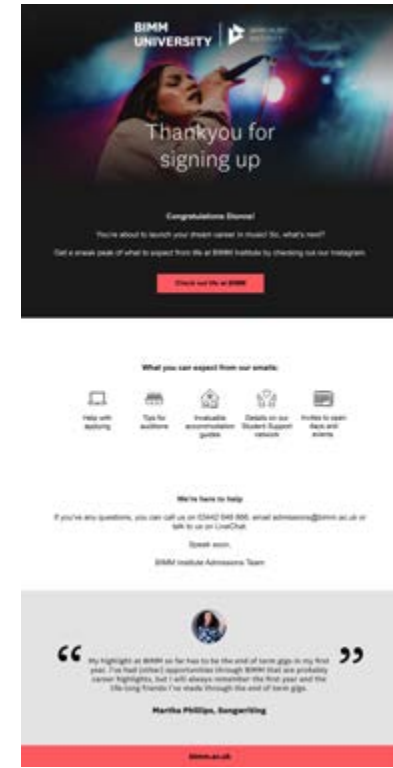 BIMM
UNIVERSITY
Thankyou for
signing up
Congratulations Dionne!
You're about to launch your dream career in music! So, what's next?
Get a sneak peak of what to expect from life at BIMM Institute by checking out our Instagram.
Check out life at BIMM
What you can expect from our emails:
Help with
applying
Tips for
auditions
Invaluable
accommodation
guides
Details on our
Student Support
network
Invites to open
days and
events
We're here to help
If you've any questions, you can call us on email admissions@bimm.ac.uk or
talk to us on LiveChat.
Speak soon,
BIMM Institute Admissions Team
“ My highlight at BIMM so far has to be the end of term gigs in my first ”
year. I've had (other) opportunities through BIMM that are probably
career highlights, but I will always remember the first year and the
life-long friends I've made through the end of term gigs.
Martha Phillips, Songwriting
bimm.ac.uk